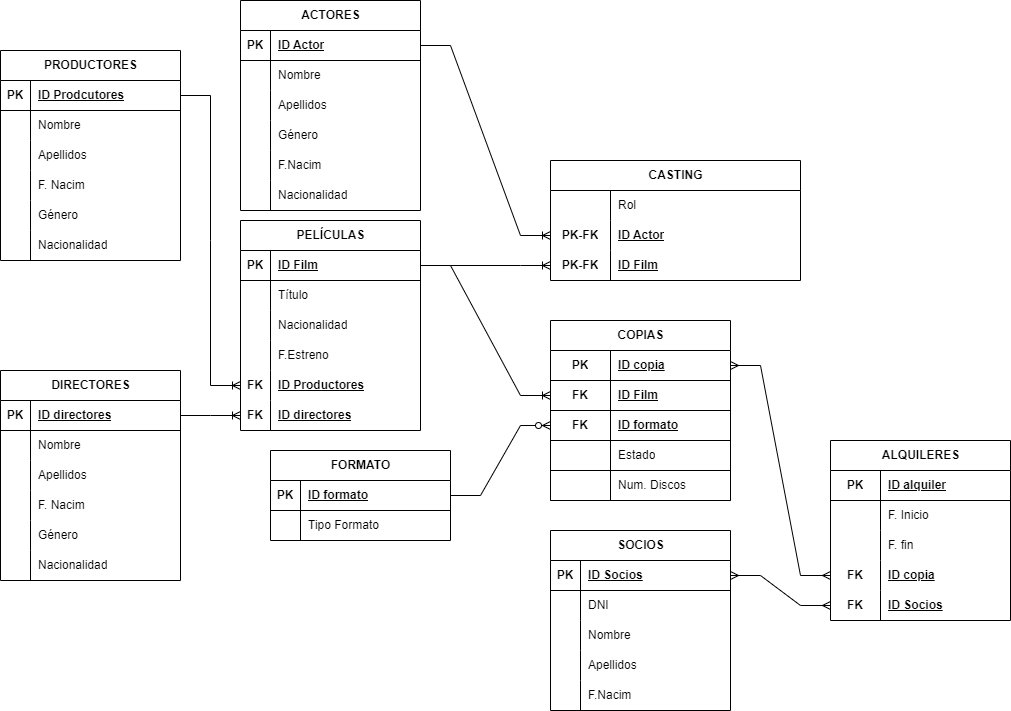 ACTORES
PK ID Actor
Nombre
Apellidos
Género
F.Nacim
Nacionalidad
PRODUCTORES
PK ID Prodcutores
Nombre
Apellidos
F. Nacim
Género
Nacionalidad
CASTING
Rol
PK-FK ID Actor
PK-FK ID Film
PELÍCULAS
PK ID Film
Título
Nacionalidad
F.Estreno
FK ID Productores
FK ID directores
COPIAS
PK ID copia
FK ID Film
FK ID formato
Estado
Num. Discos
DIRECTORES
PK ID directores
Nombre
Apellidos
F. Nacim
Género
Nacionalidad
FORMATO
PK ID formato
Tipo Formato
ALQUILERES
PK ID alquiler
F. Inicio
F. fin
FK ID copia
FK ID Socios
SOCIOS
PK ID Socios
DNI
Nombre
Apellidos
F.Nacim